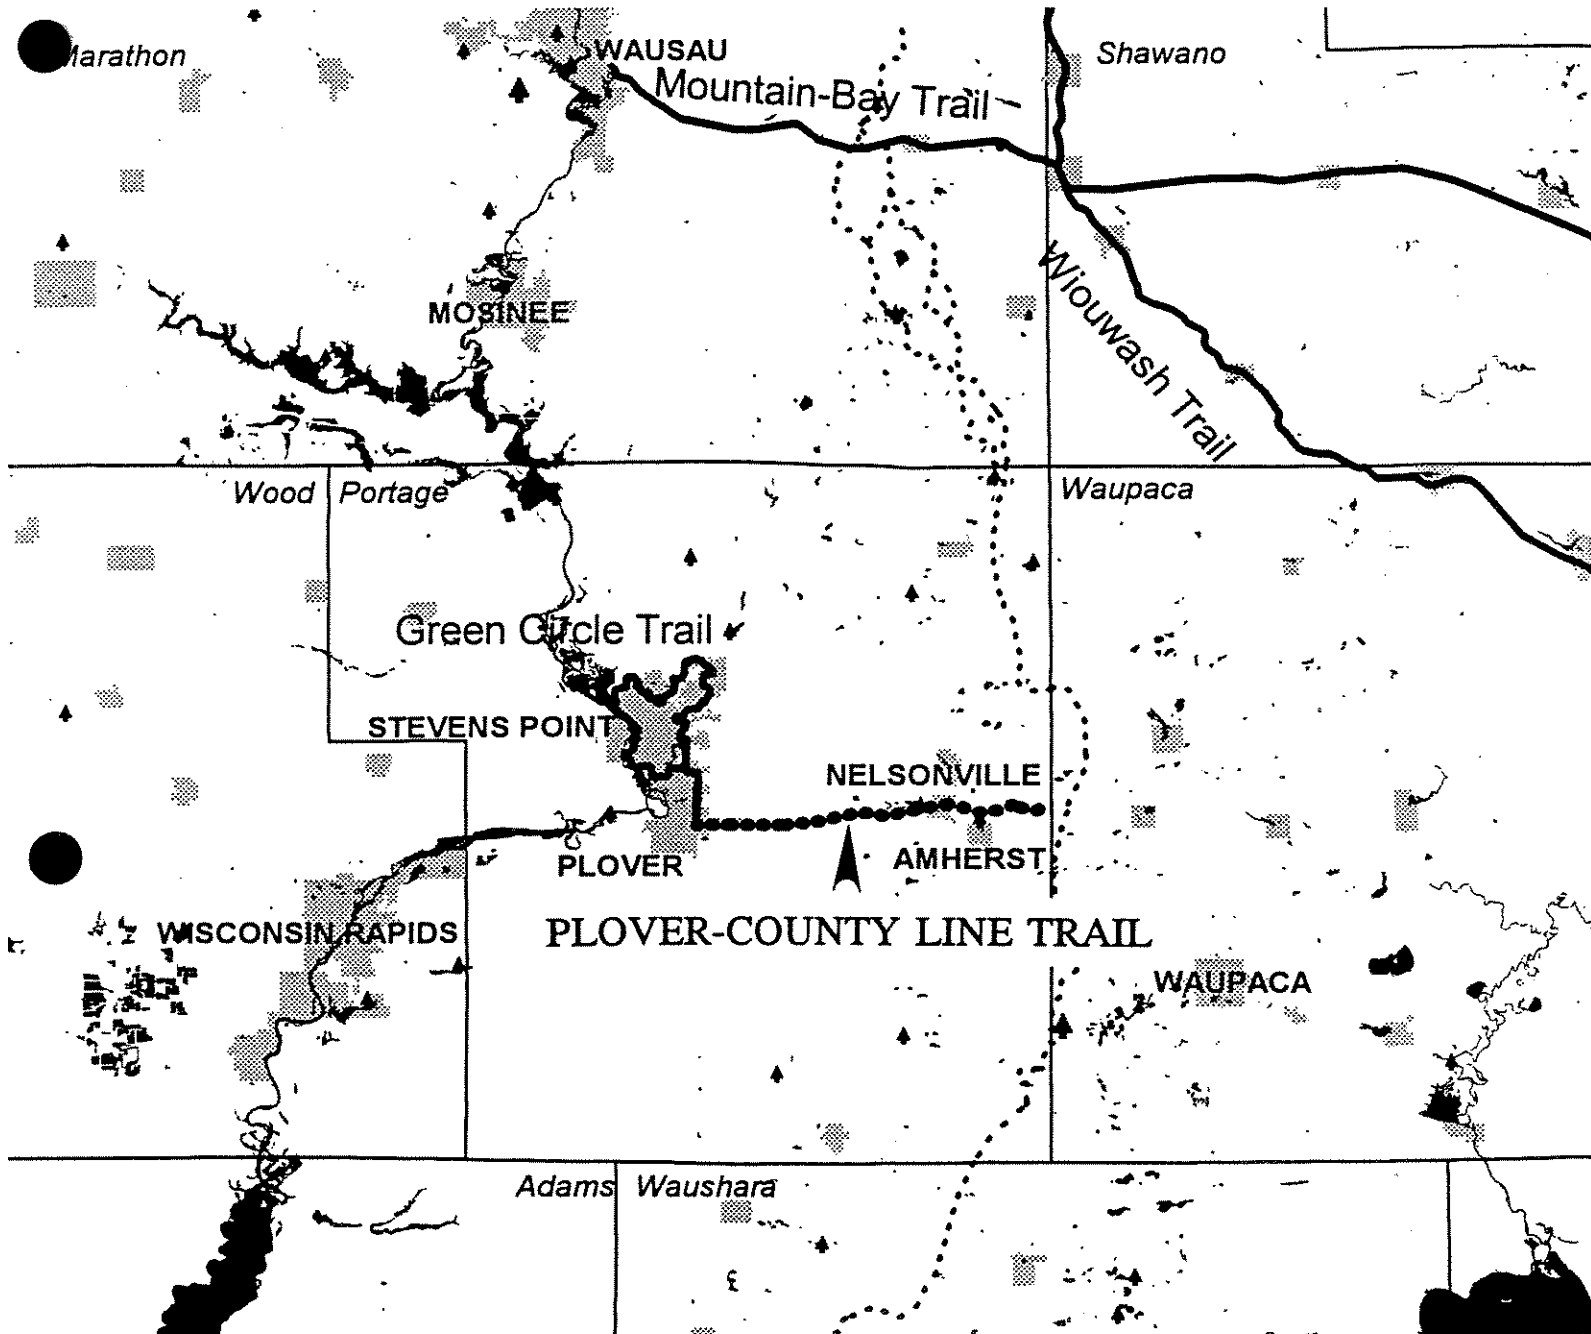 Marathon
WAUSAU
Shawano
Mountain-Bay Trail
MOSINEE
Wiouwash Trail
Wood
Portage
Waupaca
Green Circle Trail
STEVENS POINT
NELSONVILLE
PLOVER
AMHERST
WISCONSIN RAPIDS
PLOVER-COUNTY LINE TRAIL
WAUPACA
Adams
Waushara